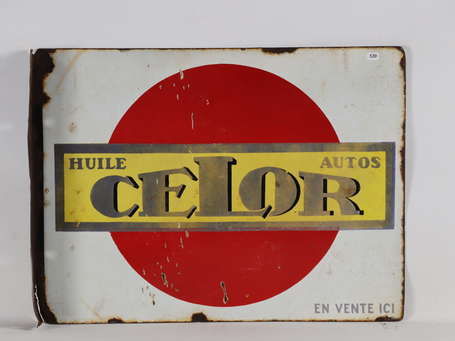 HUILE AUTOS
CELOR
EN VENTE ICI